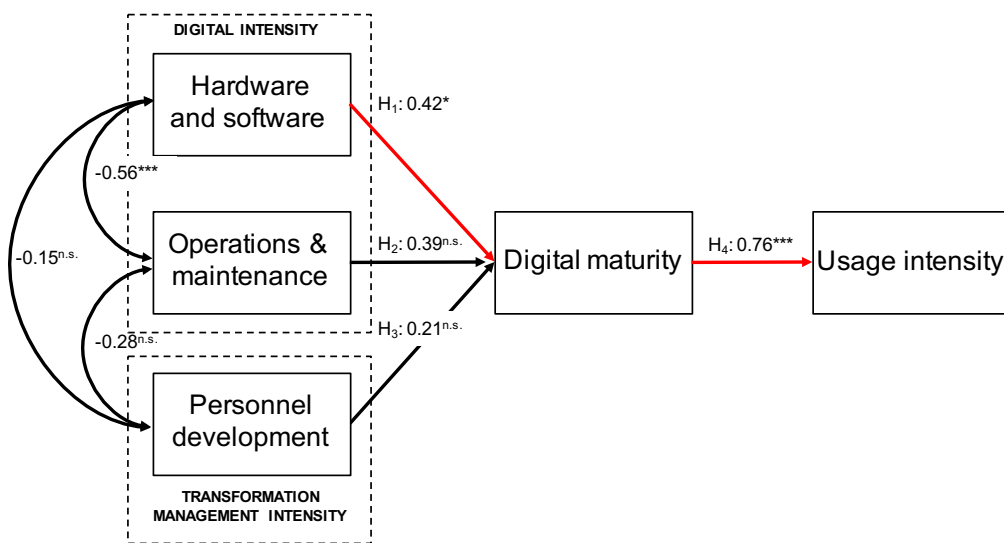 DIGITAL INTENSITY
Hardware
and software
H₁: 0.42*
-0.56***
Operations &
maintenance
H₂: 0.39ⁿ·ˢ·
Digital maturity
H₄: 0.76***
Usage intensity
-0.15ⁿ·ˢ·
-0.28ⁿ·ˢ·
H₃: 0.21ⁿ·ˢ·
Personnel
development
TRANSFORMATION
MANAGEMENT INTENSITY